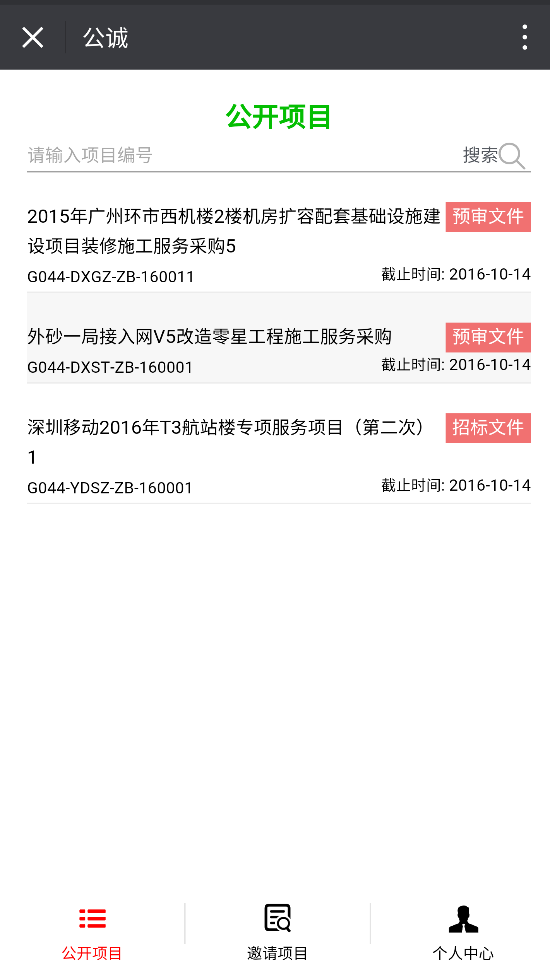 公诚
公开项目
请输入项目编号 搜索
2015年广州环市西机楼2楼机房扩容配套基础设施建 预审文件
设项目装修施工服务采购5
G044-DXGZ-ZB-160011 截止时间: 2016-10-14
外砂一局接入网V5改造零星工程施工服务采购 预审文件
G044-DXST-ZB-160001 截止时间: 2016-10-14
深圳移动2016年T3航站楼专项服务项目（第二次） 招标文件
1
G044-YDSZ-ZB-160001 截止时间: 2016-10-14
公开项目 邀请项目 个人中心